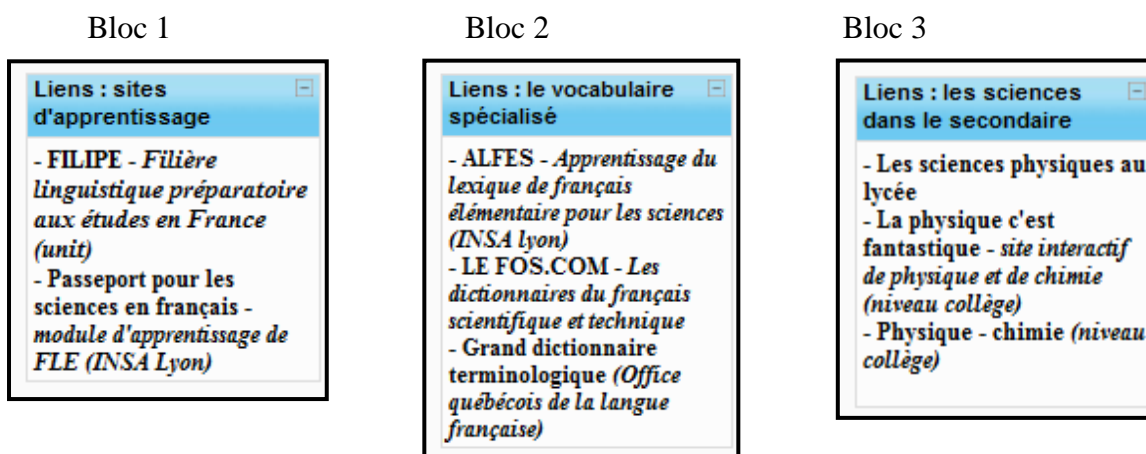 Bloc 1
Liens : sites
d'apprentissage
- FILIPE - Filière
linguistique préparatoire
aux études en France
(unit)
- Passeport pour les
sciences en français -
module d'apprentissage de
FLE (INSA Lyon)
Bloc 2
Liens : le vocabulaire
spécialisé
- ALFES - Apprentissage du
lexique de français
élémentaire pour les sciences
(INSA lyon)
- LE FOS.COM - Les
dictionnaires du français
scientifique et technique
- Grand dictionnaire
terminologique (Office
québécois de la langue
française)
Bloc 3
Liens : les sciences
dans le secondaire
- Les sciences physiques au
lycée
- La physique c'est
fantastique - site interactif
de physique et de chimie
(niveau collège)
- Physique - chimie (niveau
collège)